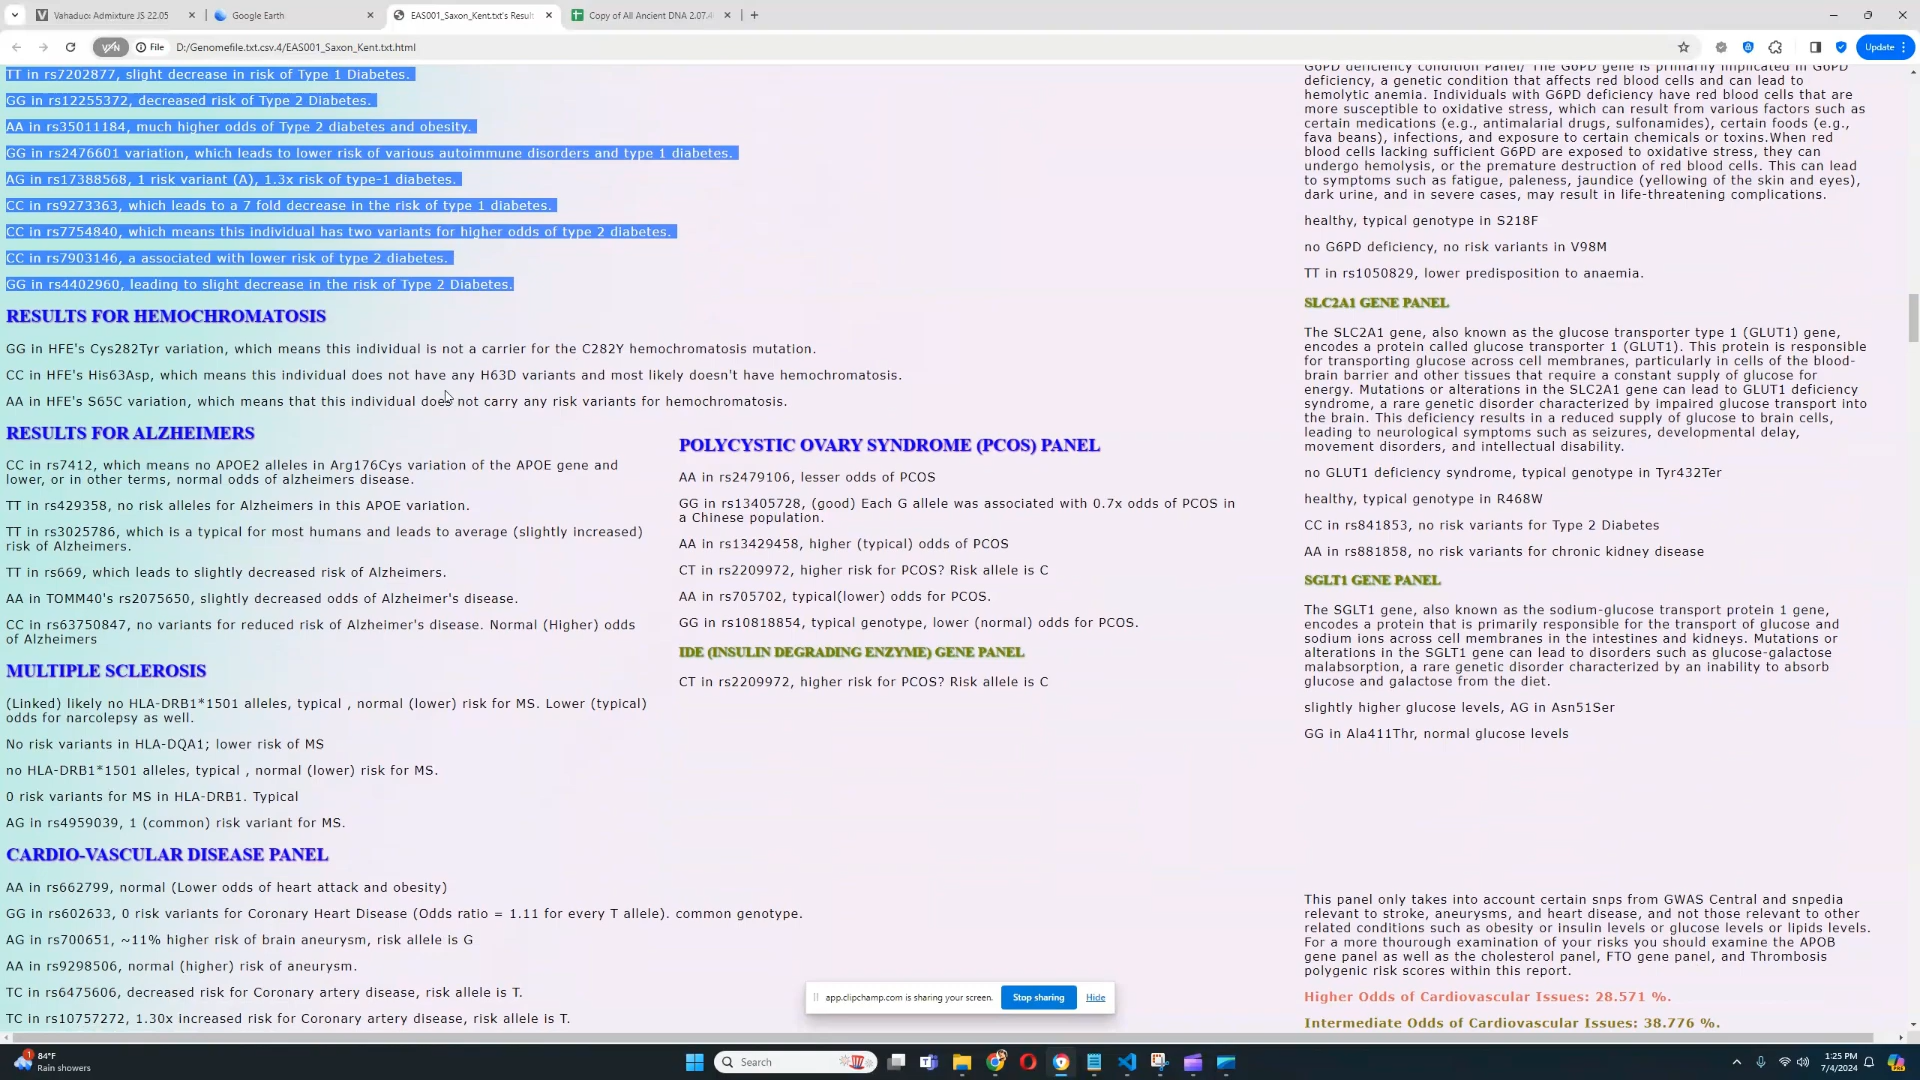 Vahaduo: Admixture JS 22.05
Google Earth
EAS001_Saxon_Kent.txt's Result
Copy of All Ancient DNA 2.07.
File
D:/Genomefile.txt.csv.4/EAS001_Saxon_Kent.txt.html
Update
TT in rs7202877, slight decrease in risk of Type 1 Diabetes.
GG in rs12255372, decreased risk of Type 2 Diabetes.
AA in rs35011184, much higher odds of Type 2 diabetes and obesity.
GG in rs2476601 variation, which leads to lower risk of various autoimmune disorders and type 1 diabetes.
AG in rs17388568, 1 risk variant (A), 1.3x risk of type-1 diabetes.
CC in rs9273363, which leads to a 7 fold decrease in the risk of type 1 diabetes.
CC in rs7754840, which means this individual has two variants for higher odds of type 2 diabetes.
CC in rs7903146, a associated with lower risk of type 2 diabetes.
GG in rs4402960, leading to slight decrease in the risk of Type 2 Diabetes.
RESULTS FOR HEMOCHROMATOSIS
GG in HFE's Cys282Tyr variation, which means this individual is not a carrier for the C282Y hemochromatosis mutation.
CC in HFE's His63Asp, which means this individual does not have any H63D variants and most likely doesn't have hemochromatosis.
AA in HFE's S65C variation, which means that this individual does not carry any risk variants for hemochromatosis.
RESULTS FOR ALZHEIMERS
CC in rs7412, which means no APOE2 alleles in Arg176Cys variation of the APOE gene and
lower, or in other terms, normal odds of alzheimers disease.
TT in rs429358, no risk alleles for Alzheimers in this APOE variation.
TT in rs3025786, which is a typical for most humans and leads to average (slightly increased)
risk of Alzheimers.
TT in rs669, which leads to slightly decreased risk of Alzheimers.
AA in TOMM40's rs2075650, slightly decreased odds of Alzheimer's disease.
CC in rs63750847, no variants for reduced risk of Alzheimer's disease. Normal (Higher) odds
of Alzheimers
MULTIPLE SCLEROSIS
(Linked) likely no HLA-DRB1*1501 alleles, typical , normal (lower) risk for MS. Lower (typical)
odds for narcolepsy as well.
No risk variants in HLA-DQA1; lower risk of MS
no HLA-DRB1*1501 alleles, typical , normal (lower) risk for MS.
0 risk variants for MS in HLA-DRB1. Typical
AG in rs4959039, 1 (common) risk variant for MS.
CARDIO-VASCULAR DISEASE PANEL
AA in rs662799, normal (Lower odds of heart attack and obesity)
GG in rs602633, 0 risk variants for Coronary Heart Disease (Odds ratio = 1.11 for every T allele). common genotype.
AG in rs700651, ~11% higher risk of brain aneurysm, risk allele is G
AA in rs9298506, normal (higher) risk of aneurysm.
TC in rs6475606, decreased risk for Coronary artery disease, risk allele is T.
TC in rs10757272, 1.30x increased risk for Coronary artery disease, risk allele is T.
POLYCYSTIC OVARY SYNDROME (PCOS) PANEL
AA in rs2479106, lesser odds of PCOS
GG in rs13405728, (good) Each G allele was associated with 0.7x odds of PCOS in
a Chinese population.
AA in rs13429458, higher (typical) odds of PCOS
CT in rs2209972, higher risk for PCOS? Risk allele is C
AA in rs705702, typical(lower) odds for PCOS.
GG in rs10818854, typical genotype, lower (normal) odds for PCOS.
IDE (INSULIN DEGRADING ENZYME) GENE PANEL
CT in rs2209972, higher risk for PCOS? Risk allele is C
G6PD deficiency condition Panel/ The G6PD gene is primarily implicated in G6PD
deficiency, a genetic condition that affects red blood cells and can lead to
hemolytic anemia. Individuals with G6PD deficiency have red blood cells that are
more susceptible to oxidative stress, which can result from various factors such as
certain medications (e.g., antimalarial drugs, sulfonamides), certain foods (e.g.,
fava beans), infections, and exposure to certain chemicals or toxins.When red
blood cells lacking sufficient G6PD are exposed to oxidative stress, they can
undergo hemolysis, or the premature destruction of red blood cells. This can lead
to symptoms such as fatigue, paleness, jaundice (yellowing of the skin and eyes),
dark urine, and in severe cases, may result in life-threatening complications.
healthy, typical genotype in S218F
no G6PD deficiency, no risk variants in V98M
TT in rs1050829, lower predisposition to anaemia.
SLC2A1 GENE PANEL
The SLC2A1 gene, also known as the glucose transporter type 1 (GLUT1) gene,
encodes a protein called glucose transporter 1 (GLUT1). This protein is responsible
for transporting glucose across cell membranes, particularly in cells of the blood-
brain barrier and other tissues that require a constant supply of glucose for
energy. Mutations or alterations in the SLC2A1 gene can lead to GLUT1 deficiency
syndrome, a rare genetic disorder characterized by impaired glucose transport into
the brain. This deficiency results in a reduced supply of glucose to brain cells,
leading to neurological symptoms such as seizures, developmental delay,
movement disorders, and intellectual disability.
no GLUT1 deficiency syndrome, typical genotype in Tyr432Ter
healthy, typical genotype in R468W
CC in rs841853, no risk variants for Type 2 Diabetes
AA in rs881858, no risk variants for chronic kidney disease
SGLT1 GENE PANEL
The SGLT1 gene, also known as the sodium-glucose transport protein 1 gene,
encodes a protein that is primarily responsible for the transport of glucose and
sodium ions across cell membranes in the intestines and kidneys. Mutations or
alterations in the SGLT1 gene can lead to disorders such as glucose-galactose
malabsorption, a rare genetic disorder characterized by an inability to absorb
glucose and galactose from the diet.
slightly higher glucose levels, AG in Asn51Ser
GG in Ala411Thr, normal glucose levels
This panel only takes into account certain snps from GWAS Central and snpedia
relevant to stroke, aneurysms, and heart disease, and not those relevant to other
related conditions such as obesity or insulin levels or glucose levels or lipids levels.
For a more thourough examination of your risks you should examine the APOB
gene panel as well as the cholesterol panel, FTO gene panel, and Thrombosis
polygenic risk scores within this report.
Higher Odds of Cardiovascular Issues: 28.571 %.
Intermediate Odds of Cardiovascular Issues: 38.776 %.
app.clipchamp.com is sharing your screen.
Stop sharing
Hide
1
84°F
Rain showers
Search
1:25 PM
7/4/2024